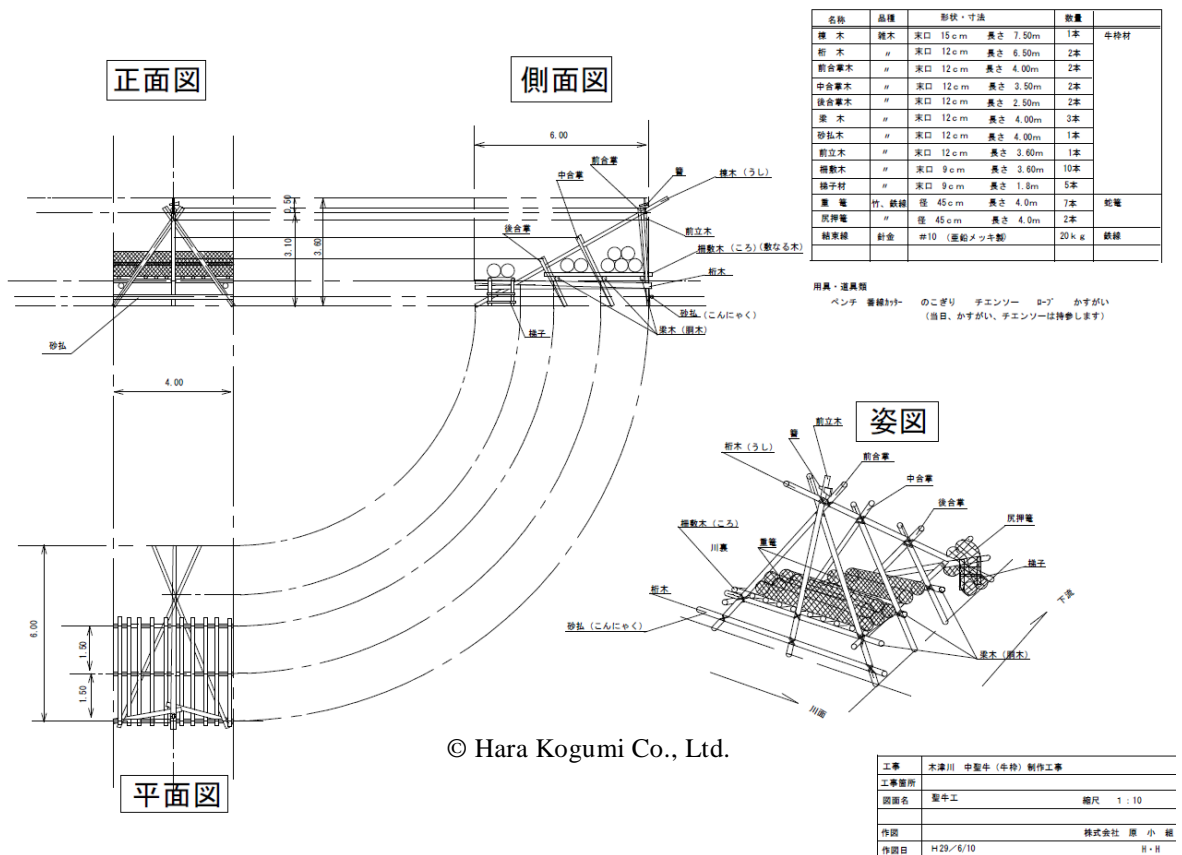 正面図
側面図
名称 品種 形状・寸法 数量
棟 木 雑木 末口 15cm 長さ 7.50m 1本 牛枠材
桁 木 〃 末口 12cm 長さ 6.50m 2本
前合掌木 〃 末口 12cm 長さ 4.00m 2本
中合掌木 〃 末口 12cm 長さ 3.50m 2本
後合掌木 〃 末口 12cm 長さ 2.50m 2本
梁 木 〃 末口 12cm 長さ 4.00m 3本
砂払木 〃 末口 12cm 長さ 4.00m 1本
前立木 〃 末口 12cm 長さ 3.60m 1本
棚敷木 〃 末口 9cm 長さ 3.60m 10本
梯子材 〃 末口 9cm 長さ 1.8m 5本
重 篭 竹、鉄線 径 45cm 長さ 4.0m 7本 蛇篭
尻押篭 〃 径 45cm 長さ 4.0m 2本
結束線 針金 #10 (亜鉛メッキ製) 20kg 鉄線
用具・道具類
ペンチ 番線カッター のこぎり チエンソー ロープ かすがい
(当日、かすがい、チエンソーは持参します)
6.00
前合掌
中合掌
棟木(うし)
後合掌
前立木
棚敷木(ころ)(敷なる木)
桁木
砂払(こんにゃく)
梁木(胴木)
梯子
0.50
3.10
3.60
砂払
4.00
6.00
1.50
1.50
平面図
姿図
前立木
桁木(うし)
前合掌
中合掌
後合掌
尻押篭
棚敷木(ころ)
川裏
重篭
梯子
桁木
下流
砂払(こんにゃく)
梁木(胴木)
川面
© Hara Kogumi Co., Ltd.
工事 木津川 中聖牛(牛枠)制作工事
工事箇所
図面名 聖牛工 縮尺 1:10
作図 株式会社 原 小 組
作図日 H29/6/10 H・H